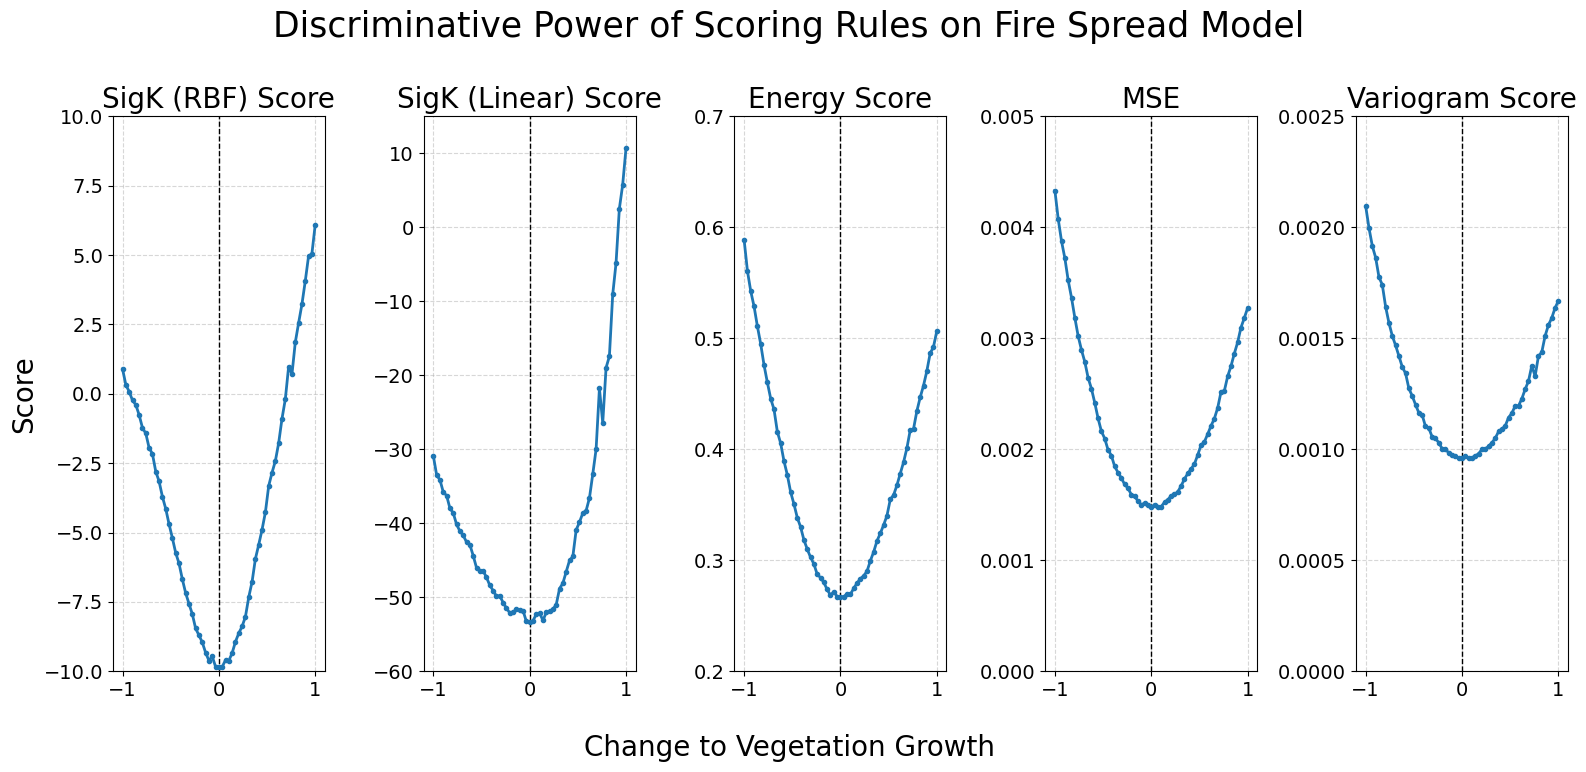 Discriminative Power of Scoring Rules on Fire Spread Model
SigK (RBF) Score
10.0
7.5
5.0
2.5
0.0
−2.5
−5.0
−7.5
−10.0
−1 0 1
SigK (Linear) Score
10
0
−10
−20
−30
−40
−50
−60
−1 0 1
Energy Score
0.7
0.6
0.5
0.4
0.3
0.2
−1 0 1
MSE
0.005
0.004
0.003
0.002
0.001
0.000
−1 0 1
Variogram Score
0.0025
0.0020
0.0015
0.0010
0.0005
0.0000
−1 0 1
Score
Change to Vegetation Growth